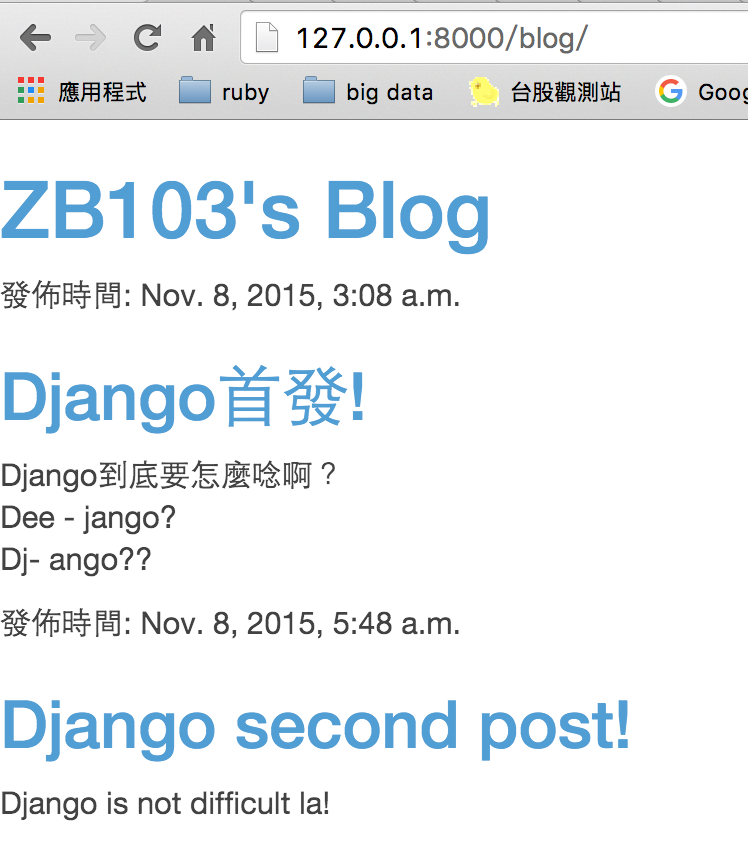 127.0.0.1:8000/blog/
應用程式 ruby big data 台股觀測站 Goog
ZB103's Blog
發佈時間: Nov. 8, 2015, 3:08 a.m.
Django首發!
Django到底要怎麼唸啊？
Dee - jango?
Dj- ango??
發佈時間: Nov. 8, 2015, 5:48 a.m.
Django second post!
Django is not difficult la!